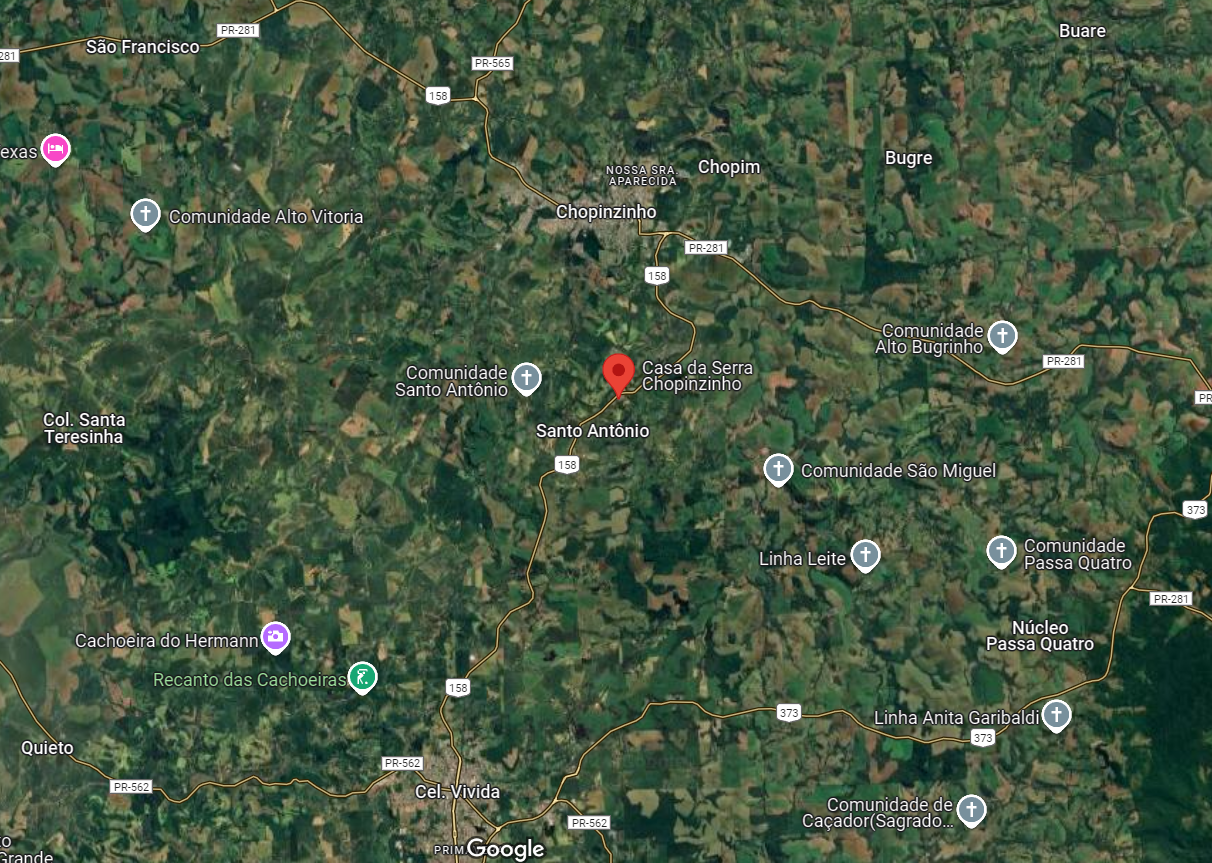 Buare
PR-281
São Francisco
281
PR-565
158
exas
Bugre
Chopim
NOSSA SRA.
APARECIDA
Chopinzinho
Comunidade Alto Vitoria
PR-281
158
Comunidade
Alto Bugrinho
PR-281
Casa da Serra
Chopinzinho
Comunidade
Santo Antônio
PR
Col. Santa
Teresinha
Santo Antônio
158
Comunidade São Miguel
373
Comunidade
Passa Quatro
Linha Leite
PR-281
Núcleo
Passa Quatro
Cachoeira do Hermann
Recanto das Cachoeiras
158
373
Linha Anita Garibaldi
373
Quieto
PR-562
PR-562
Cel. Vivida
Comunidade de
Caçador(Sagrado...
PR-562
PRIM
Google
o
Grande